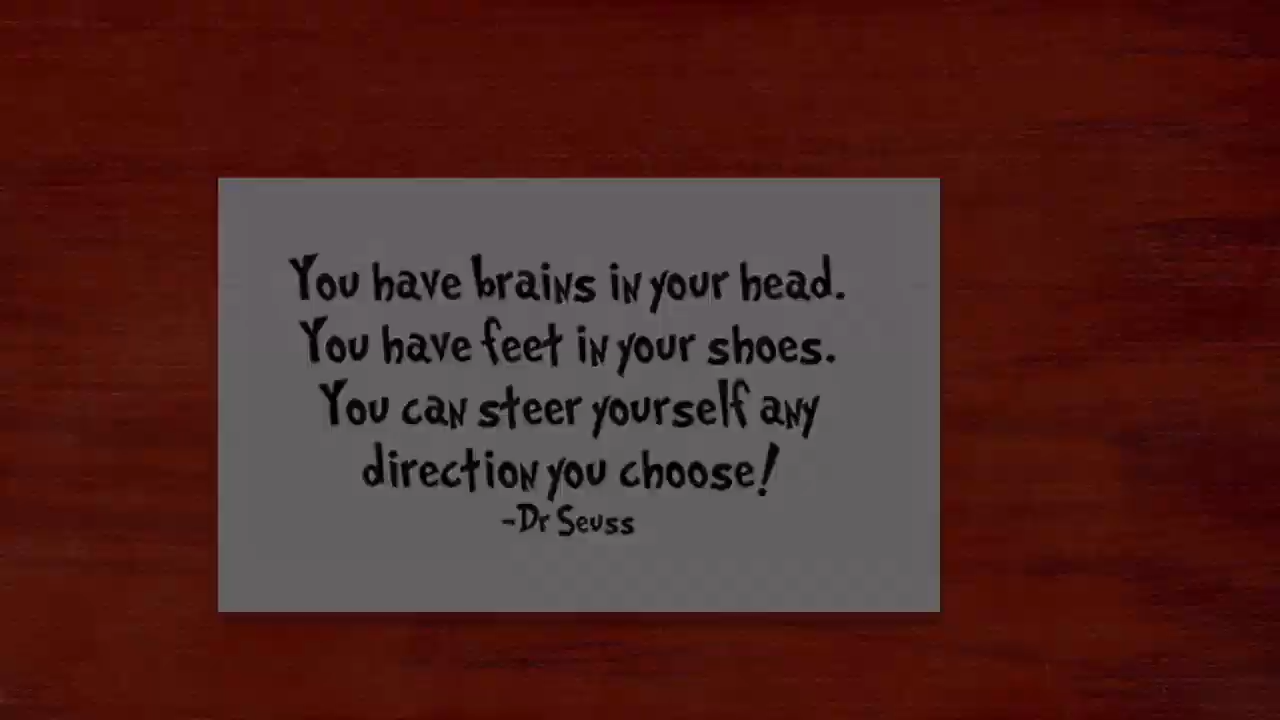 You have brains in your head.
You have feet in your shoes.
You can steer yourself any
direction you choose!
-Dr Seuss